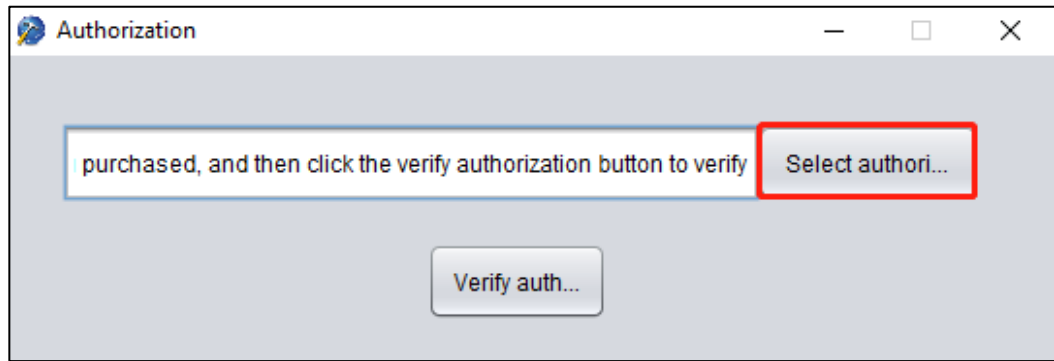 Authorization
purchased, and then click the verify authorization button to verify
Select authori...
Verify auth...